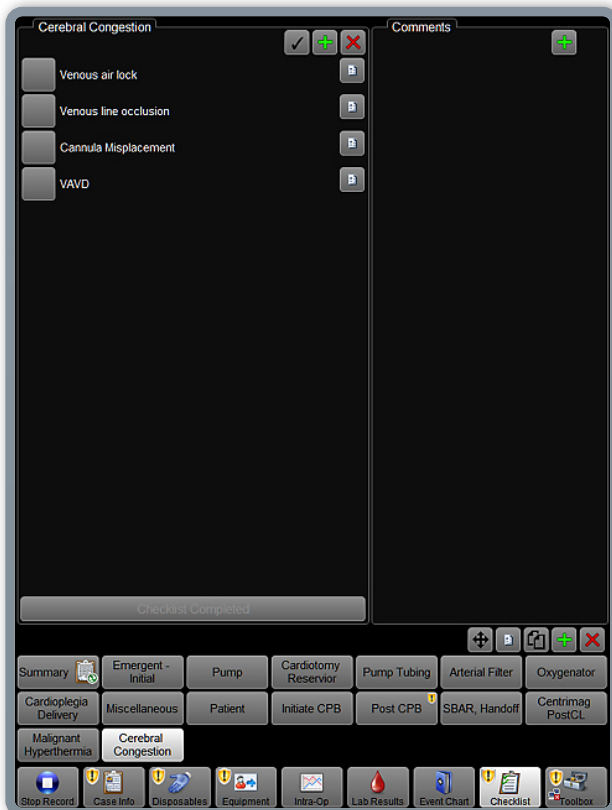 Cerebral Congestion
Comments
Venous air lock
Venous line occlusion
Cannula Misplacement
VAVD
Checklist Completed
Summary
Emergent -
Initial
Pump
Cardiotomy
Reservior
Pump Tubing
Arterial Filter
Oxygenator
Cardioplegia
Delivery
Miscellaneous
Patient
Initiate CPB
Post CPB
SBAR, Handoff
Centrimag
PostCL
Malignant
Hyperthermia
Cerebral
Congestion
Stop Record
Case Info
Disposables
Equipment
Intra-Op
Lab Results
Event Chart
Checklist
Toolbox